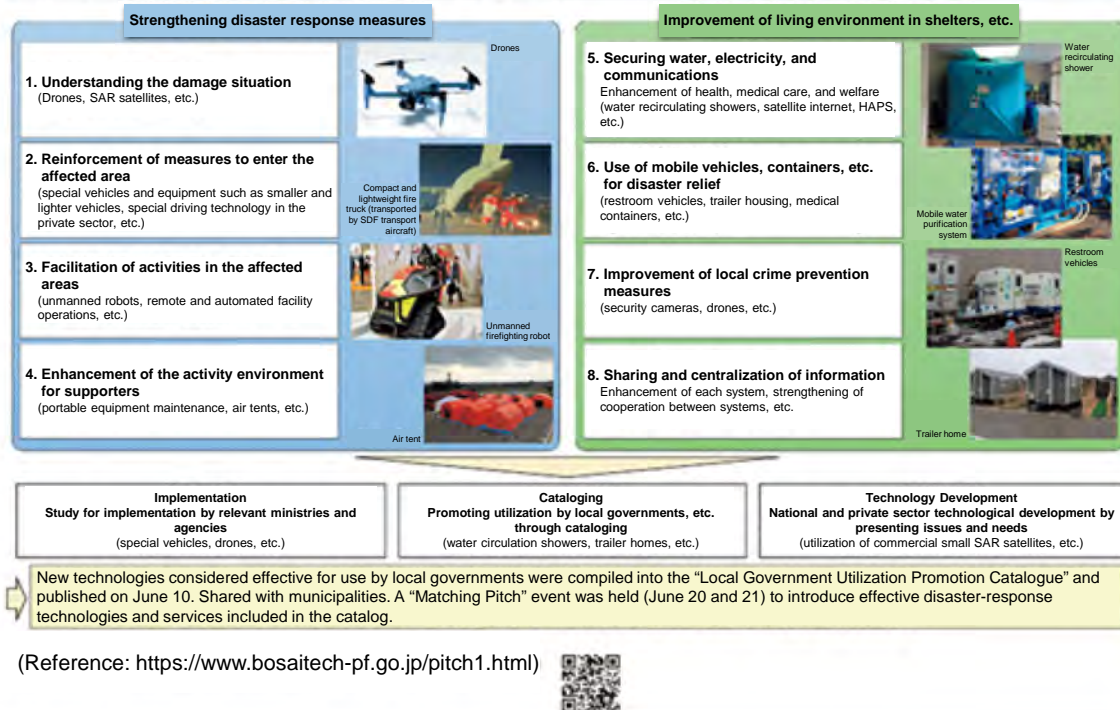 Strengthening disaster response measures
1. Understanding the damage situation
(Drones, SAR satellites, etc.)
Drones
2. Reinforcement of measures to enter the
affected area
(special vehicles and equipment such as smaller and
lighter vehicles, special driving technology in the
private sector, etc.)
Compact and
lightweight fire
truck (transported
by SDF transport
aircraft)
3. Facilitation of activities in the affected
areas
(unmanned robots, remote and automated facility
operations, etc.)
Unmanned
firefighting robot
4. Enhancement of the activity environment
for supporters
(portable equipment maintenance, air tents, etc.)
Air tent
Improvement of living environment in shelters, etc.
5. Securing water, electricity, and
communications
Enhancement of health, medical care, and welfare
(water recirculating showers, satellite internet, HAPS,
etc.)
Water
recirculating
shower
6. Use of mobile vehicles, containers, etc.
for disaster relief
(restroom vehicles, trailer housing, medical
containers, etc.)
Mobile water
purification
system
7. Improvement of local crime prevention
measures
(security cameras, drones, etc.)
Restroom
vehicles
8. Sharing and centralization of information
Enhancement of each system, strengthening of
cooperation between systems, etc.
Trailer home
Implementation
Study for implementation by relevant ministries and
agencies
(special vehicles, drones, etc.)
Cataloging
Promoting utilization by local governments, etc.
through cataloging
(water circulation showers, trailer homes, etc.)
Technology Development
National and private sector technological development by
presenting issues and needs
(utilization of commercial small SAR satellites, etc.)
New technologies considered effective for use by local governments were compiled into the “Local Government Utilization Promotion Catalogue” and
published on June 10. Shared with municipalities. A “Matching Pitch” event was held (June 20 and 21) to introduce effective disaster-response
technologies and services included in the catalog.
(Reference: https://www.bosaitech-pf.go.jp/pitch1.html)